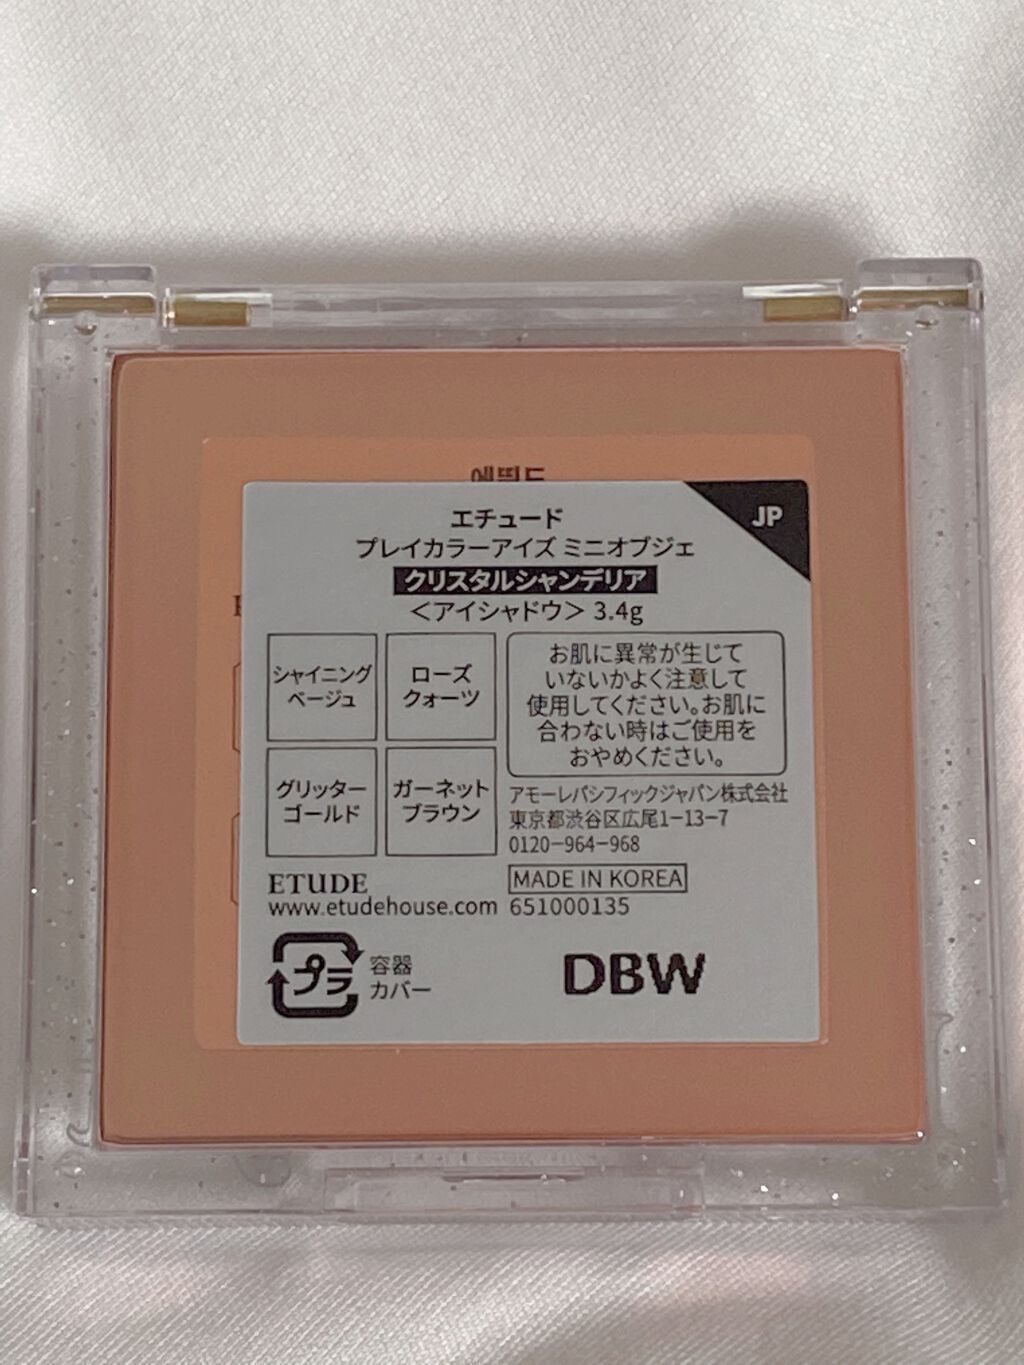 에뛰드
JP
エチュード
プレイカラーアイズ ミニオブジェ
クリスタルシャンデリア
＜アイシャドウ＞ 3.4g
シャイニング
ベージュ
ローズ
クォーツ
グリッター
ゴールド
ガーネット
ブラウン
お肌に異常が生じて
いないかよく注意して
使用してください。お肌に
合わない時はご使用を
おやめください。
アモーレパシフィックジャパン株式会社
東京都渋谷区広尾1−13−7
0120−964−968
MADE IN KOREA
651000135
ETUDE
www.etudehouse.com
プラ
容器
カバー
DBW